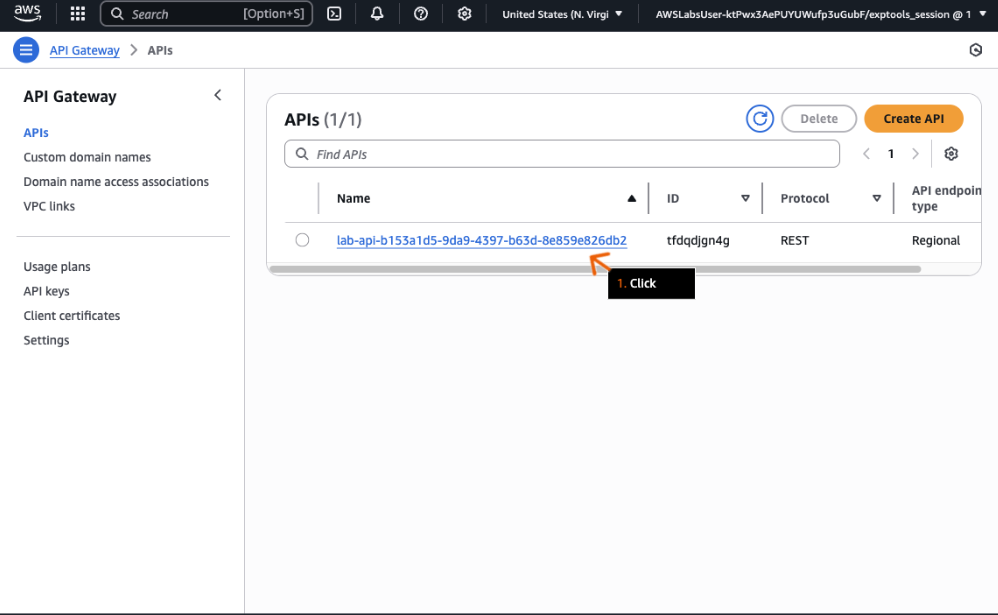 aws
Search [Option+S]
United States (N. Virgi
AWSLabsUser-ktPwx3AePUYUWufp3uGubF/exptools_session @ 1
API Gateway > APIs
API Gateway
APIs
Custom domain names
Domain name access associations
VPC links
Usage plans
API keys
Client certificates
Settings
APIs (1/1)
Delete
Create API
Find APIs
1
Name
ID
Protocol
API endpoin
type
lab-api-b153a1d5-9da9-4397-b63d-8e859e826db2
tfdqdjgn4g
REST
Regional
1. Click